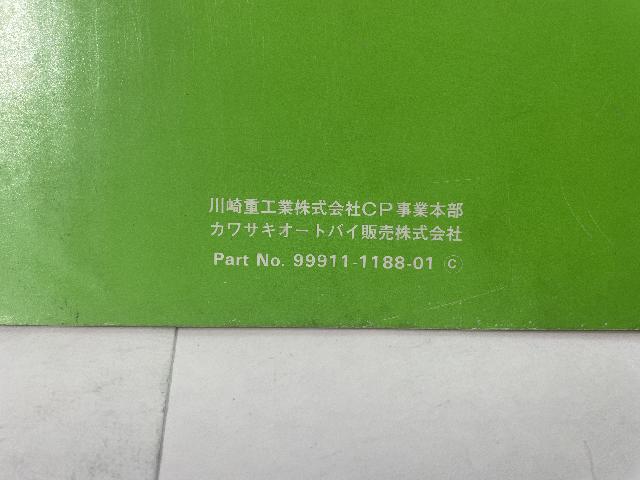 川崎重工業株式会社CP事業本部
カワサキオートバイ販売株式会社
Part No. 99911-1188-01 Ⓒ